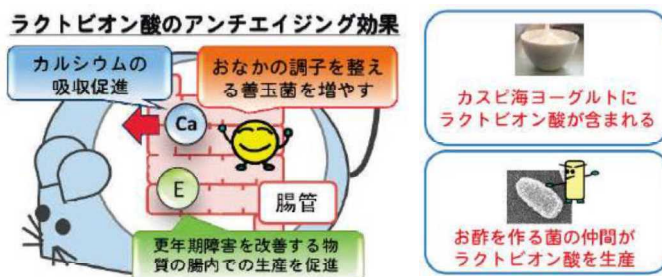 ラクトビオン酸のアンチエイジング効果
カルシウムの
吸収促進
おなかの調子を整え
る善玉菌を増やす
Ca
E
腸管
更年期障害を改善する物
質の腸内での生産を促進
カスピ海ヨーグルトに
ラクトビオン酸が含まれる
お酢を作る菌の仲間が
ラクトビオン酸を生産